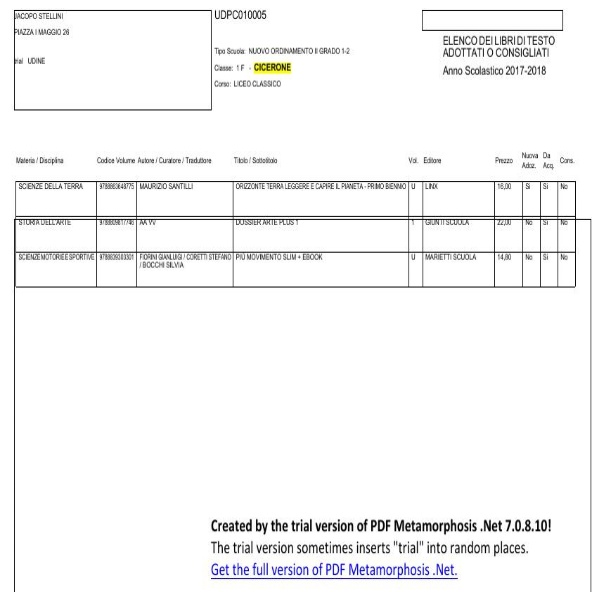 JACOPO STELLINI
PIAZZA I MAGGIO 26
trial UDINE
UDPC010005
Tipo Scuola: NUOVO ORDINAMENTO II GRADO 1-2
Classe: 1 F - CICERONE
Corso: LICEO CLASSICO
ELENCO DEI LIBRI DI TESTO
ADOTTATI O CONSIGLIATI
Anno Scolastico 2017-2018
Materia / Disciplina Codice Volume Autore / Curatore / Traduttore Titolo / Sottotitolo Vol. Editore Prezzo Nuova Adoz. Da Acq. Cons.
SCIENZE DELLA TERRA 9788863648775 MAURIZIO SANTILLI ORIZZONTE TERRA LEGGERE E CAPIRE IL PIANETA - PRIMO BIENNIO U LINX 16,00 Si Si No
STORIA DELL'ARTE AA VV DOSSIER ARTE PLUS 1 1 GIUNTI SCUOLA 22,00 No Si No
SCIENZE MOTORIE E SPORTIVE 9788839303301 FIORINI GIANLUIGI / CORETTI STEFANO PIÙ MOVIMENTO SLIM + EBOOK U MARIETTI SCUOLA 14,80 No Si No
/ BOCCHI SILVIA
Created by the trial version of PDF Metamorphosis .Net 7.0.8.10!
The trial version sometimes inserts "trial" into random places.
Get the full version of PDF Metamorphosis .Net.